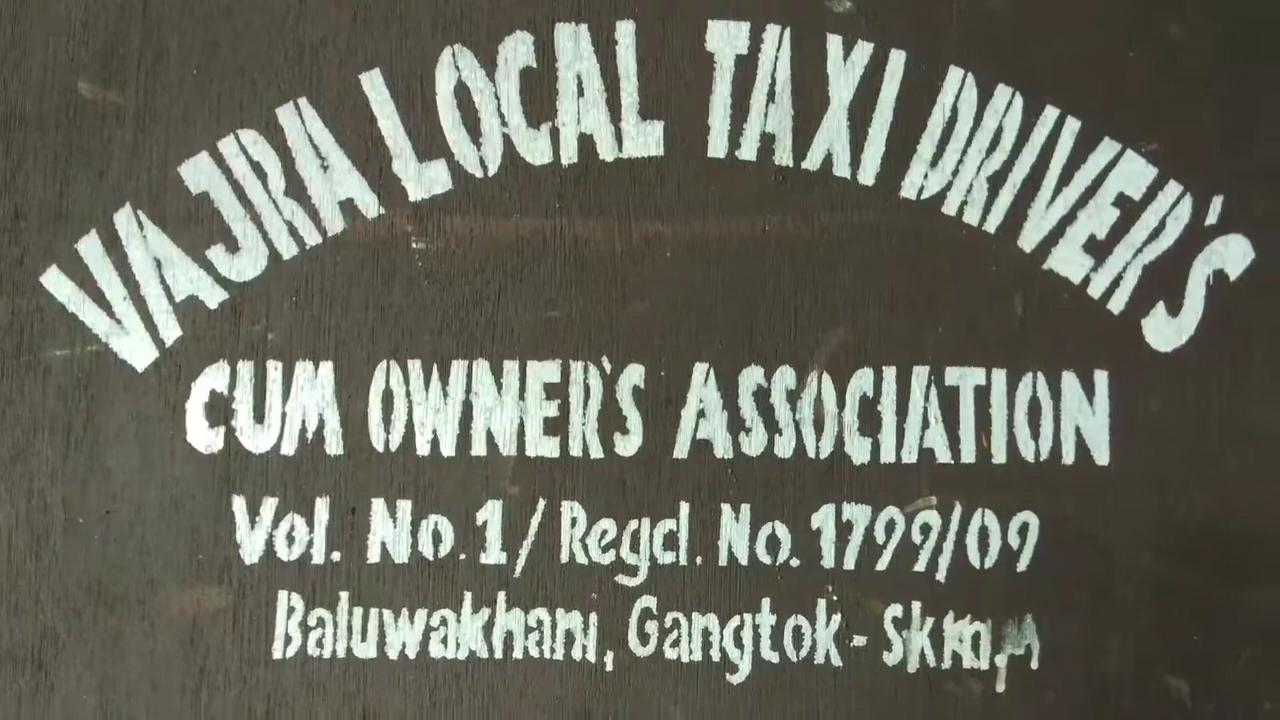 VAJRA LOCAL TAXI DRIVER'S
CUM OWNER'S ASSOCIATION
Vol. No. 1/ Regd. No. 1799/09
Baluwakhani, Gangtok-